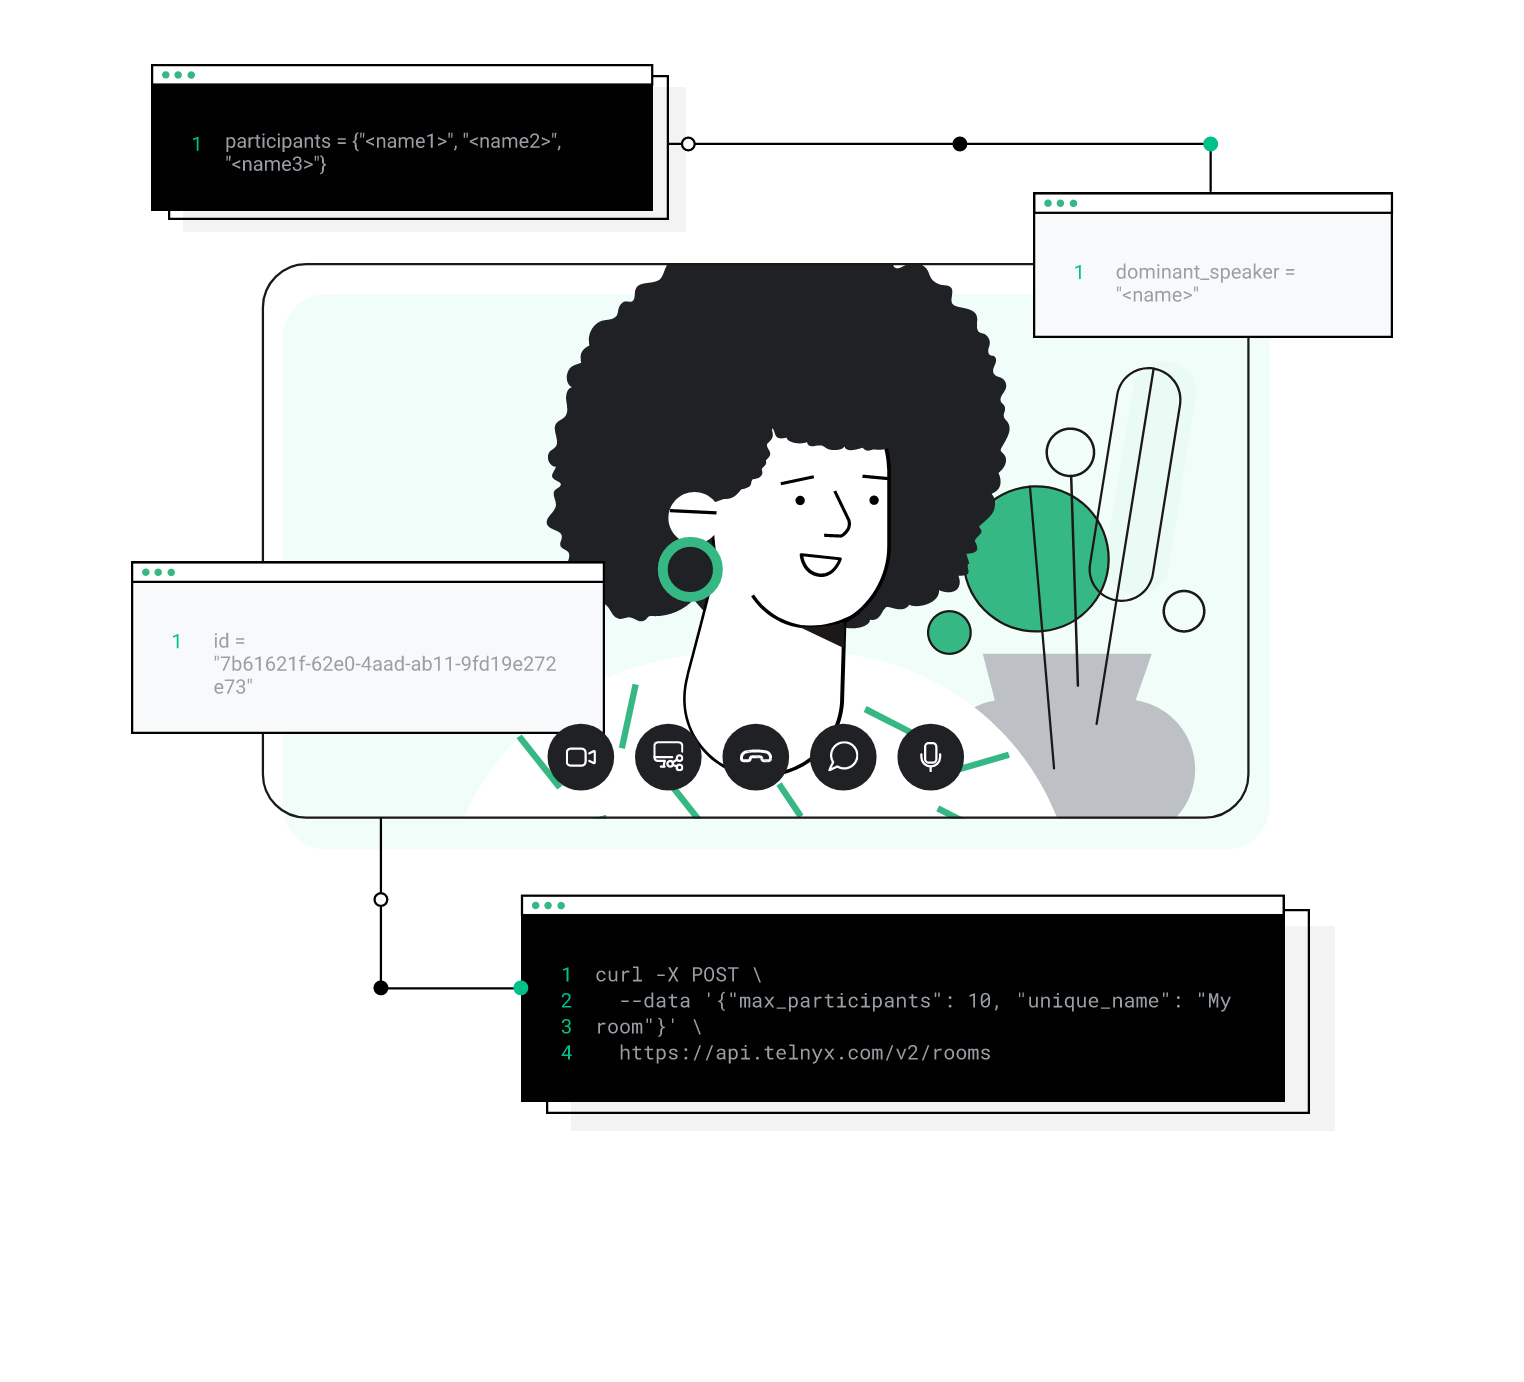 1 participants = {"<name1>", "<name2>",
"<name3>"}
1 dominant_speaker =
"<name>"
1 id =
"7b61621f-62e0-4aad-ab11-9fd19e272
e73"
1 curl -X POST \
2 --data '{"max_participants": 10, "unique_name": "My
3 room"}' \
4 https://api.telnyx.com/v2/rooms